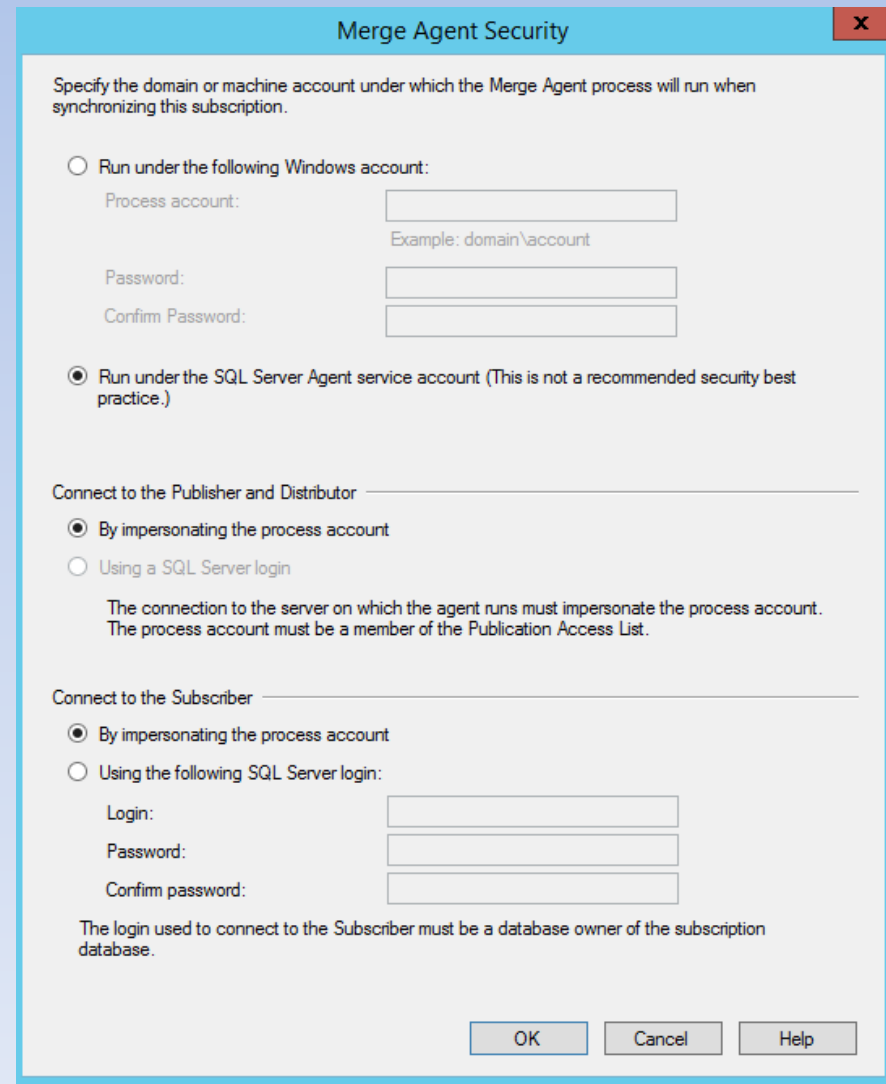 Merge Agent Security
x
Specify the domain or machine account under which the Merge Agent process will run when
synchronizing this subscription.
Run under the following Windows account:
Process account:
Example: domain\account
Password:
Confirm Password:
Run under the SQL Server Agent service account (This is not a recommended security best
practice.)
Connect to the Publisher and Distributor
By impersonating the process account
Using a SQL Server login
The connection to the server on which the agent runs must impersonate the process account.
The process account must be a member of the Publication Access List.
Connect to the Subscriber
By impersonating the process account
Using the following SQL Server login:
Login:
Password:
Confirm password:
The login used to connect to the Subscriber must be a database owner of the subscription
database.
OK Cancel Help